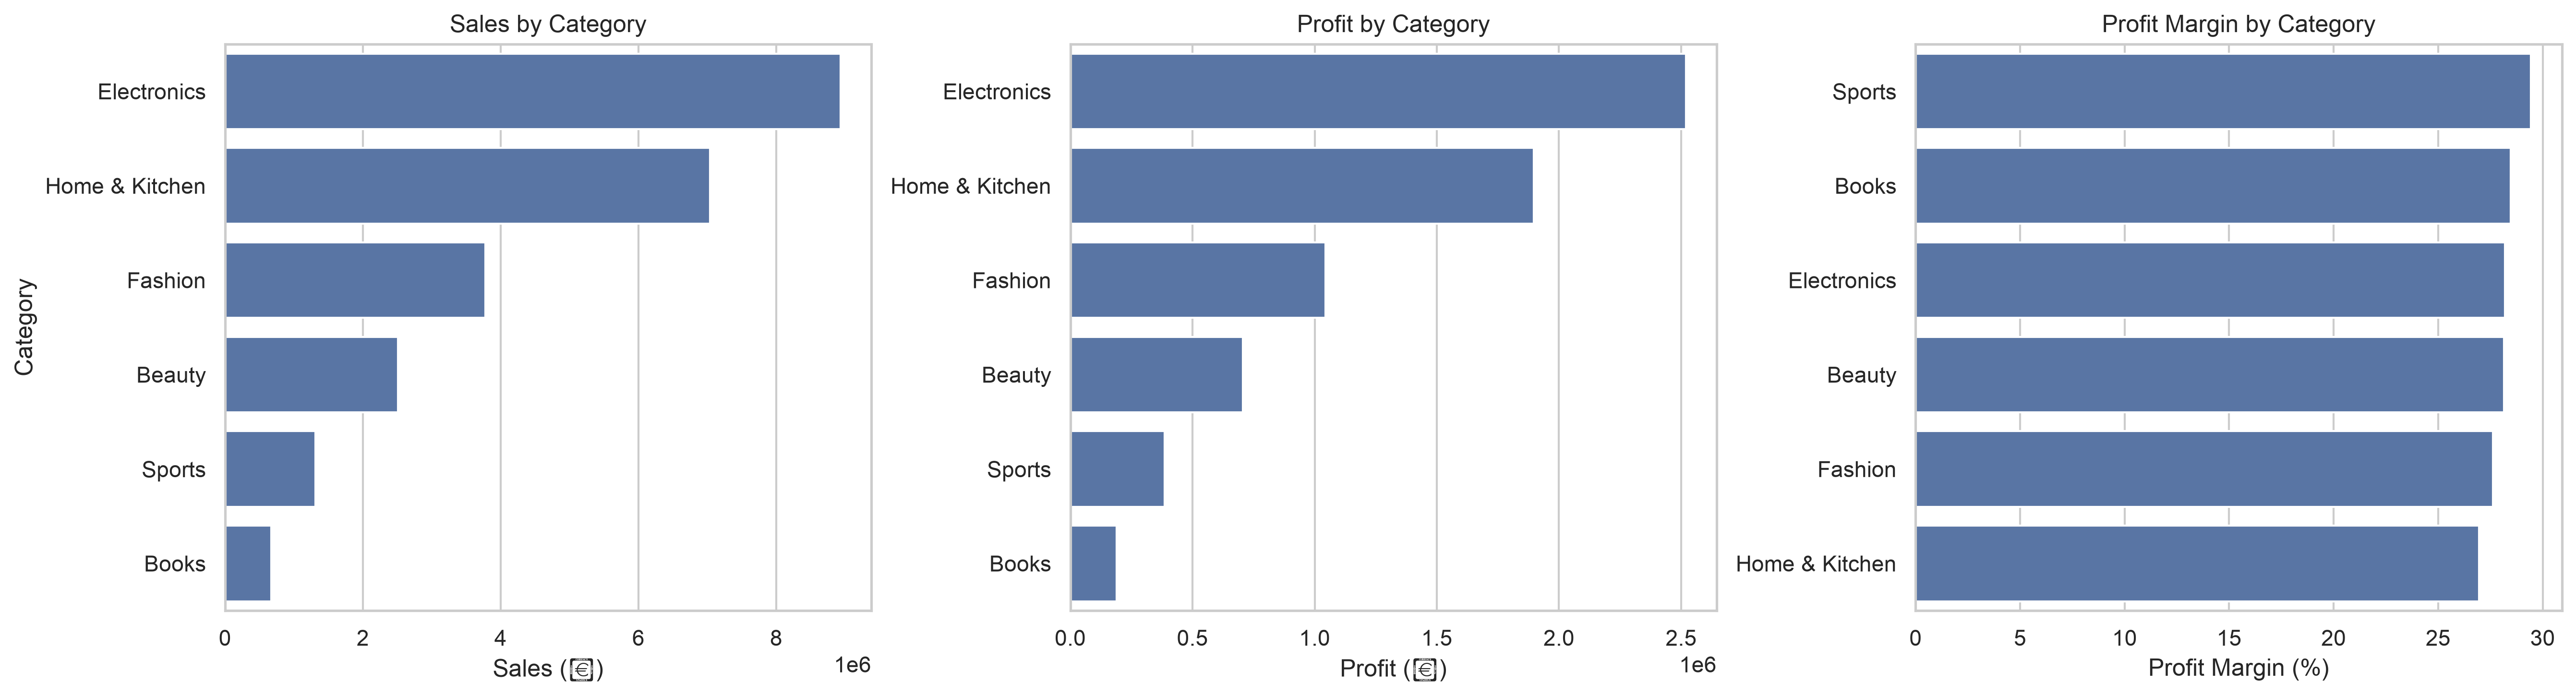 Sales by Category
Category
Electronics
Home & Kitchen
Fashion
Beauty
Sports
Books
0 2 4 6 8
1e6
Sales (€)
Profit by Category
Electronics
Home & Kitchen
Fashion
Beauty
Sports
Books
0.0 0.5 1.0 1.5 2.0 2.5
1e6
Profit (€)
Profit Margin by Category
Sports
Books
Electronics
Beauty
Fashion
Home & Kitchen
0 5 10 15 20 25 30
Profit Margin (%)